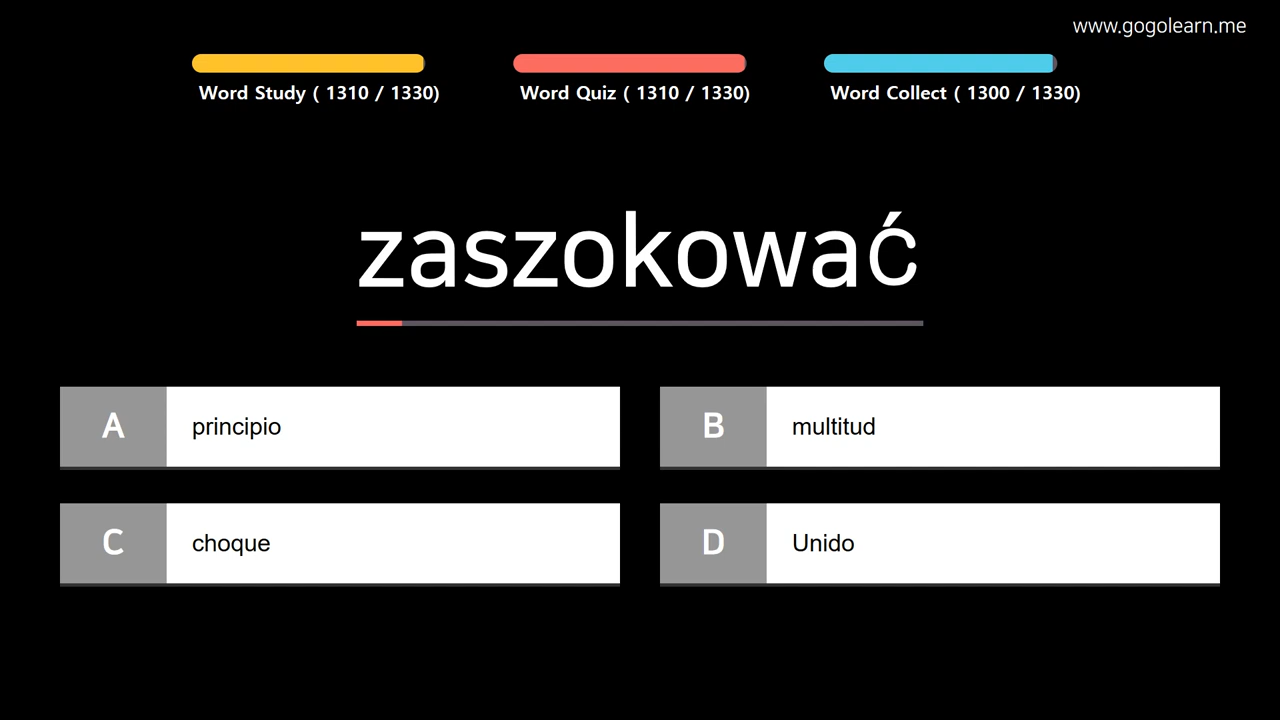 www.gogolearn.me
Word Study ( 1310 / 1330)
Word Quiz ( 1310 / 1330)
Word Collect ( 1300 / 1330)
zaszokować
A principio
B multitud
C choque
D Unido